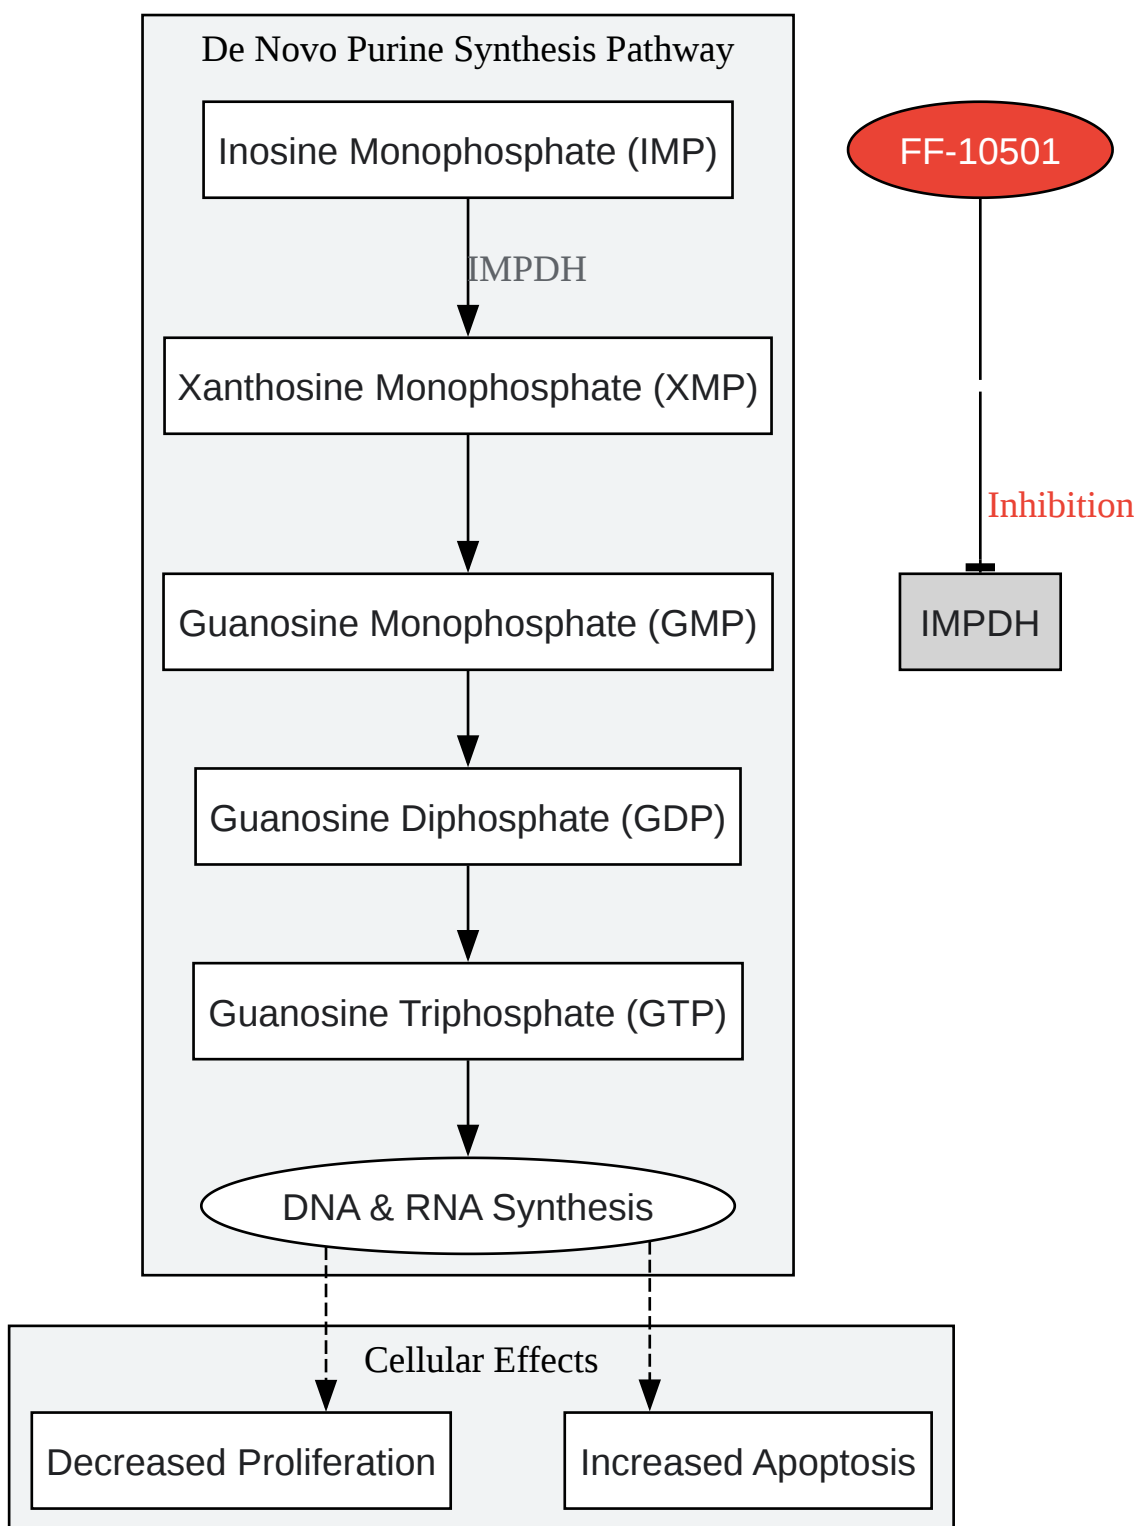 De Novo Purine Synthesis Pathway
Inosine Monophosphate (IMP)
FF-10501
IMPDH
Xanthosine Monophosphate (XMP)
Inhibition
Guanosine Monophosphate (GMP)
IMPDH
Guanosine Diphosphate (GDP)
Guanosine Triphosphate (GTP)
DNA & RNA Synthesis
Cellular Effects
Decreased Proliferation
Increased Apoptosis